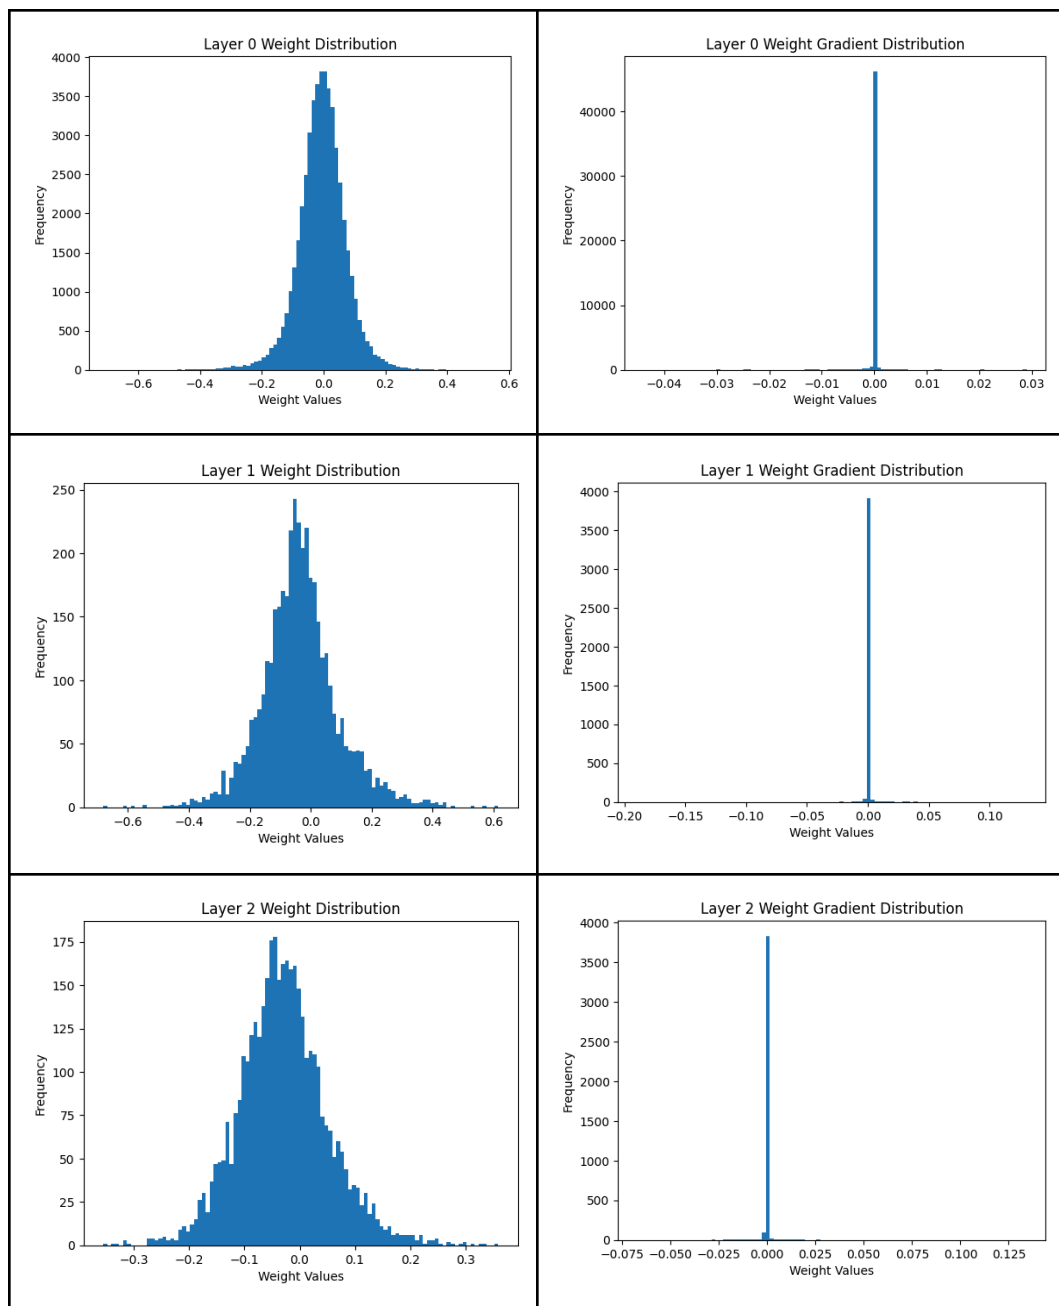 Layer 0 Weight Distribution
4000
3500
3000
2500
2000
1500
1000
500
0
Frequency
−0.6 −0.4 −0.2 0.0 0.2 0.4 0.6
Weight Values
Layer 0 Weight Gradient Distribution
40000
30000
20000
10000
0
Frequency
−0.04 −0.03 −0.02 −0.01 0.00 0.01 0.02 0.03
Weight Values
Layer 1 Weight Distribution
250
200
150
100
50
0
Frequency
−0.6 −0.4 −0.2 0.0 0.2 0.4 0.6
Weight Values
Layer 1 Weight Gradient Distribution
4000
3500
3000
2500
2000
1500
1000
500
0
Frequency
−0.20 −0.15 −0.10 −0.05 0.00 0.05 0.10
Weight Values
Layer 2 Weight Distribution
175
150
125
100
75
50
25
0
Frequency
−0.3 −0.2 −0.1 0.0 0.1 0.2 0.3
Weight Values
Layer 2 Weight Gradient Distribution
4000
3500
3000
2500
2000
1500
1000
500
0
Frequency
−0.075 −0.050 −0.025 0.000 0.025 0.050 0.075 0.100 0.125
Weight Values